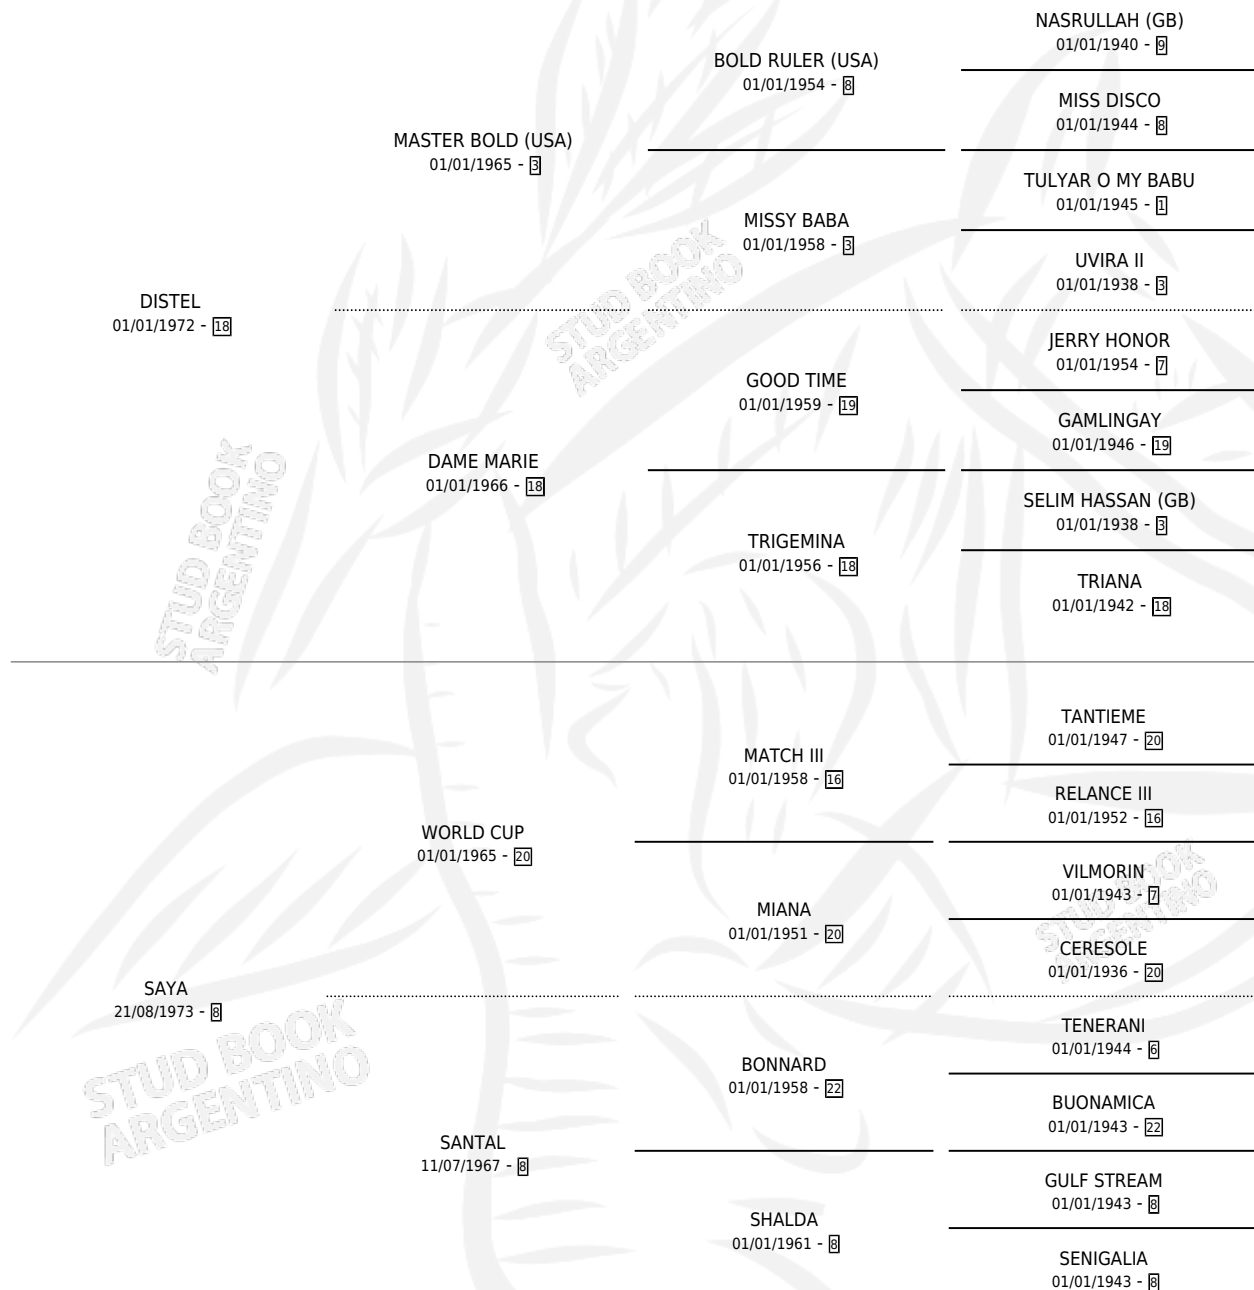 NASRULLAH (GB)
01/01/1940 - 9
BOLD RULER (USA)
01/01/1954 - 8
MISS DISCO
01/01/1944 - 8
MASTER BOLD (USA)
01/01/1965 - 3
TULYAR O MY BABU
01/01/1945 - 1
MISSY BABA
01/01/1958 - 3
UVIRA II
01/01/1938 - 3
DISTEL
01/01/1972 - 18
JERRY HONOR
01/01/1954 - 7
GOOD TIME
01/01/1959 - 19
GAMLINGAY
01/01/1946 - 19
DAME MARIE
01/01/1966 - 18
SELIM HASSAN (GB)
01/01/1938 - 3
TRIGEMINA
01/01/1956 - 18
TRIANA
01/01/1942 - 18
STUD BOOK
ARGENTINO
STUD BOOK
ARGENTINO
TANTIEME
01/01/1947 - 20
MATCH III
01/01/1958 - 16
RELANCE III
01/01/1952 - 16
WORLD CUP
01/01/1965 - 20
VILMORIN
01/01/1943 - 7
MIANA
01/01/1951 - 20
CERESOLE
01/01/1936 - 20
SAYA
21/08/1973 - 8
TENERANI
01/01/1944 - 6
BONNARD
01/01/1958 - 22
BUONAMICA
01/01/1943 - 22
SANTAL
11/07/1967 - 8
GULF STREAM
01/01/1943 - 8
SHALDA
01/01/1961 - 8
SENIGALIA
01/01/1943 - 8
STUD BOOK
ARGENTINO
STUD BOOK
ARGENTINO